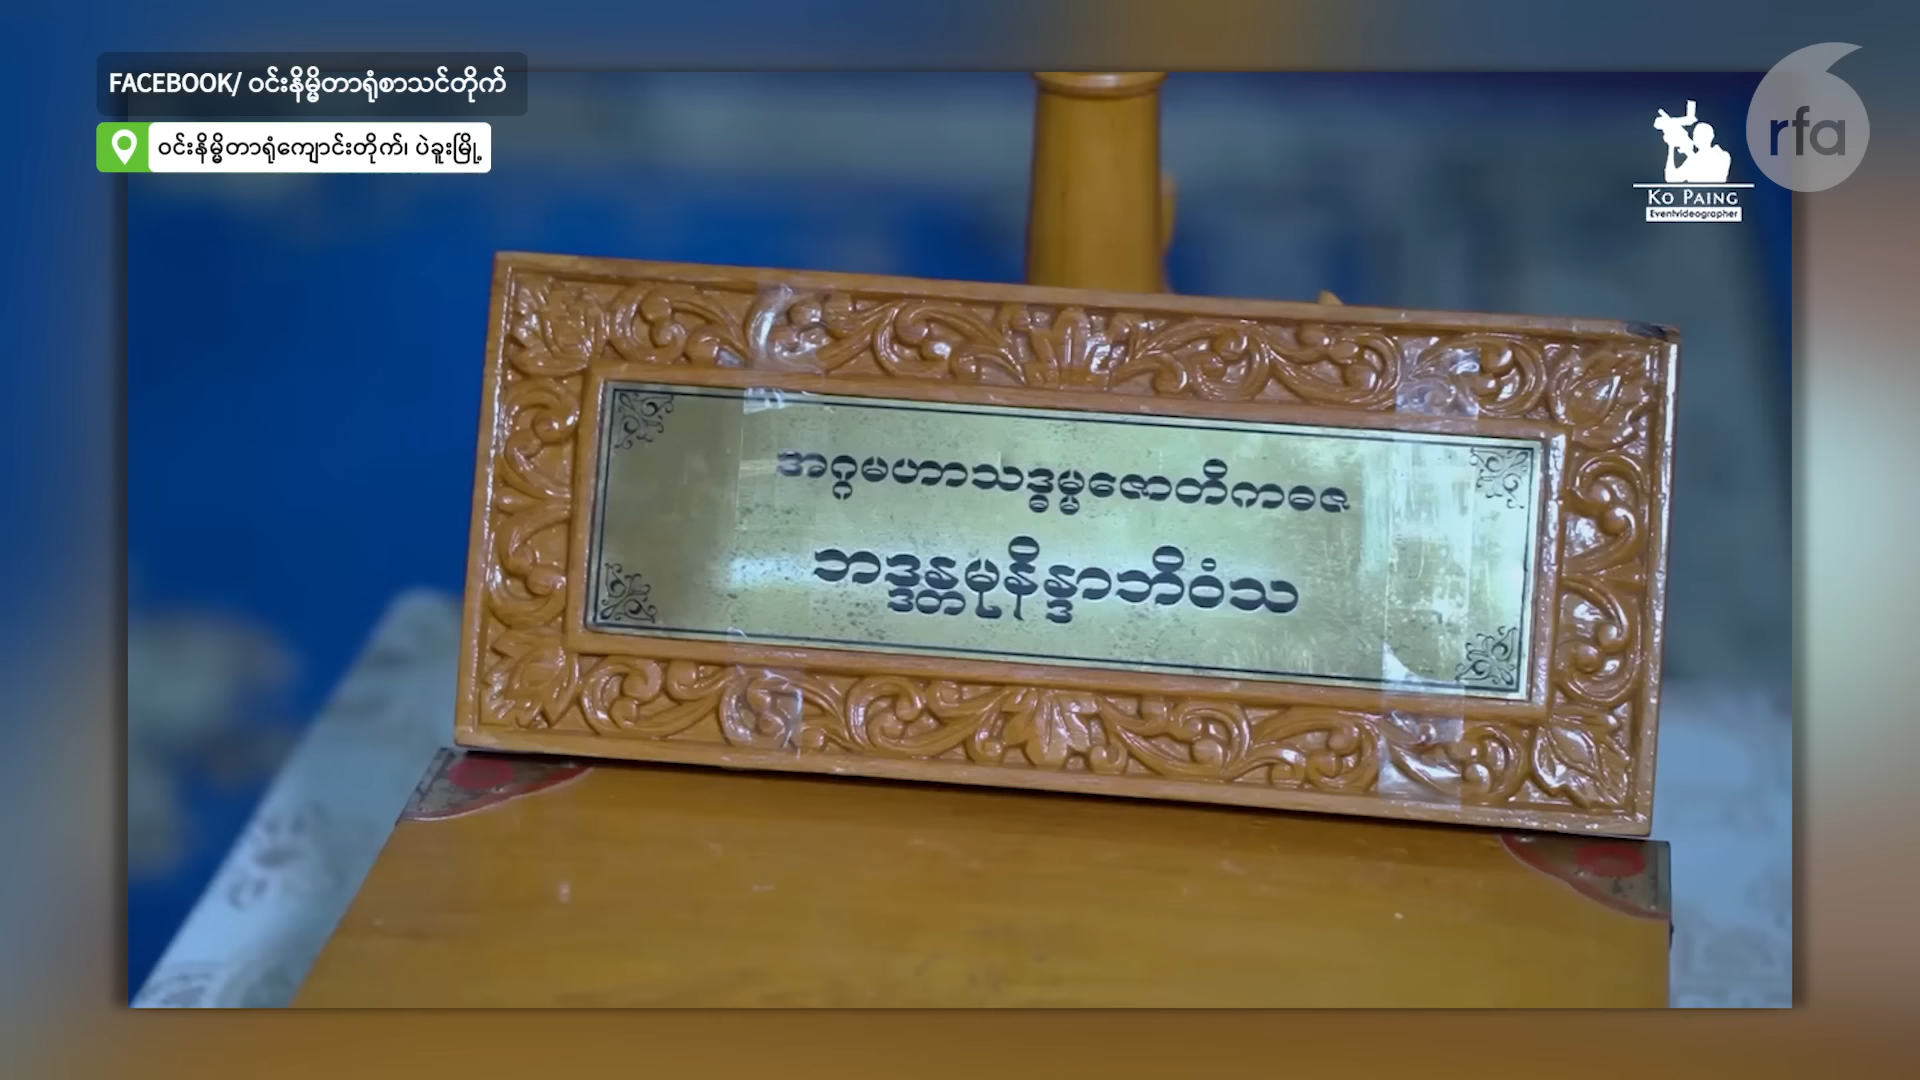 FACEBOOK/ ဝင်းနိမ္မိတာရုံစာသင်တိုက်
ဝင်းနိမ္မိတာရုံကျောင်းတိုက်၊ ပဲခူးမြို့
rfa
KO PAING
Eventvideographer
အဂ္ဂမဟာသဒ္ဓမ္မဇောတိကဓဇ
ဘဒ္ဒန္တမုနိန္ဒာဘိဝံသ